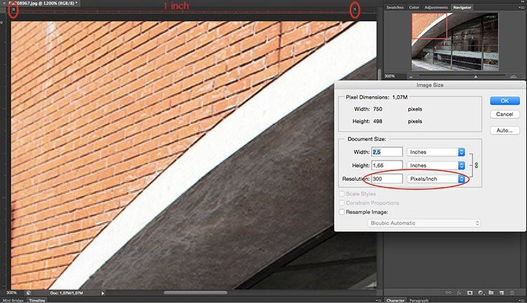 1 inch
.jpg @ 1200% (RGB/8) *
Swatches Color Adjustments Navigator
300%
Image Size
Pixel Dimensions: 1,07M
Width: 750 pixels
Height: 498 pixels
OK
Cancel
Auto...
Document Size:
Width: 2,5 Inches
Height: 1,66 Inches
Resolution: 300 Pixels/Inch
Scale Styles
Constrain Proportions
Resample Image:
Bicubic Automatic
300% Doc: 1,07M/1,07M
Mini Bridge Timeline
Character Paragraph